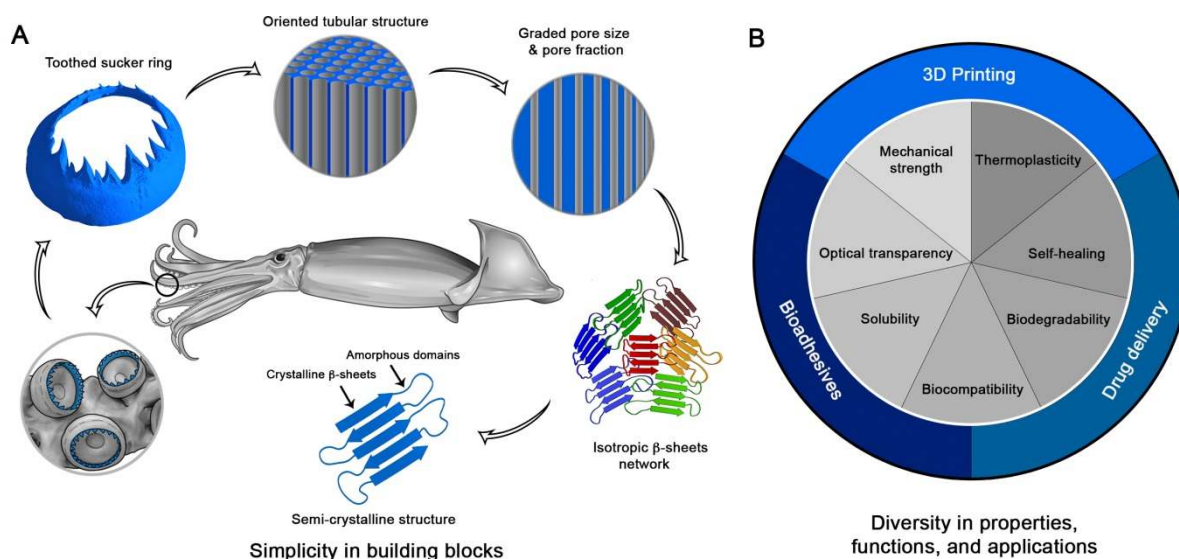 A
Toothed sucker ring
Oriented tubular structure
Graded pore size
& pore fraction
Isotropic β-sheets
network
Amorphous domains
Crystalline β-sheets
Semi-crystalline structure
Simplicity in building blocks
B
3D Printing
Bioadhesives
Drug delivery
Mechanical
strength
Thermoplasticity
Optical transparency
Self-healing
Solubility
Biodegradability
Biocompatibility
Diversity in properties,
functions, and applications